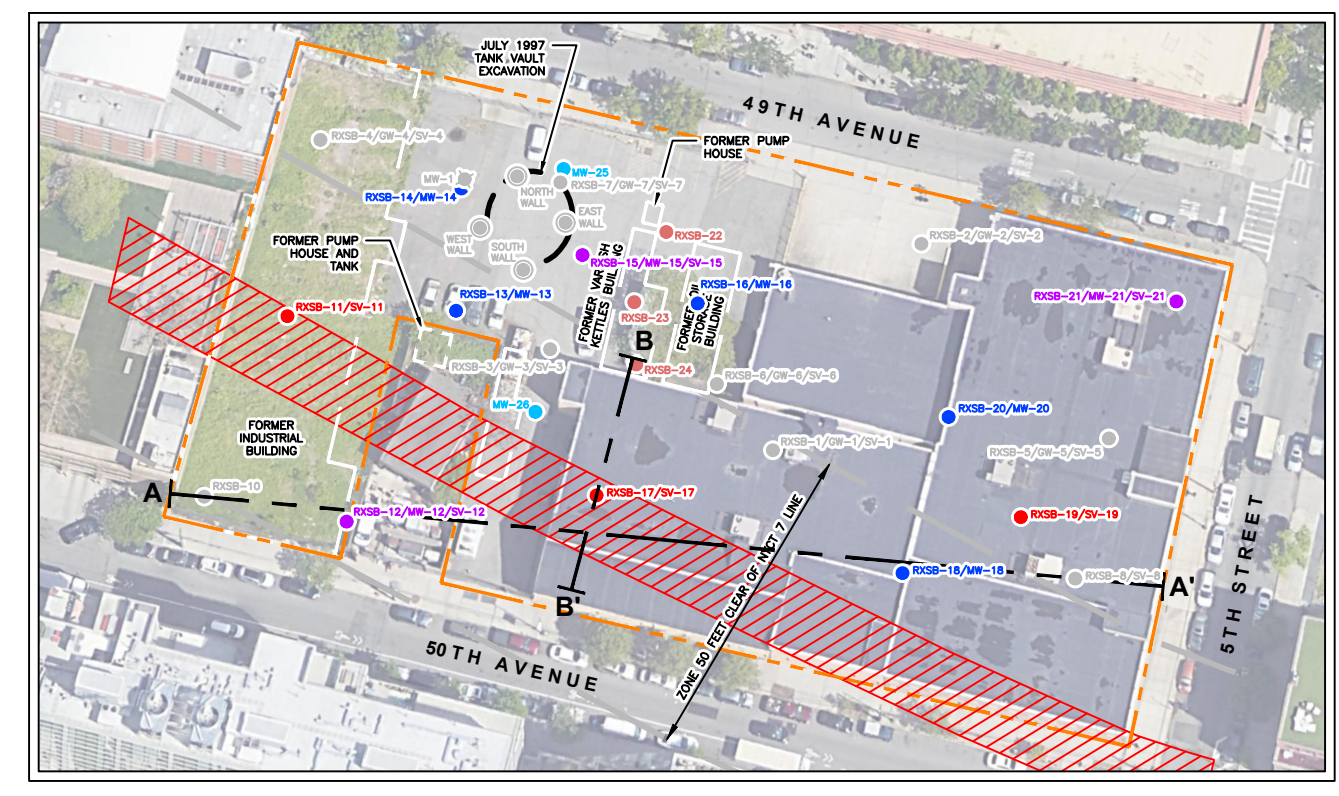 JULY 1997
TANK VAULT
EXCAVATION
49TH AVENUE
RXSB-4/GW-4/SV-4
FORMER PUMP
HOUSE
MW-1
MW-25
RXSB-7/GW-7/SV-7
RXSB-14/MW-14
NORTH
WALL
EAST
WALL
WEST
WALL
SOUTH
WALL
RXSB-22
RXSB-2/GW-2/SV-2
FORMER PUMP
HOUSE AND
TANK
RXSB-15/MW-15/SV-15
FORMER VARNISH
KETTLES BUILDING
RXSB-16/MW-16
RXSB-21/MW-21/SV-21
RXSB-13/MW-13
RXSB-11/SV-11
RXSB-23
FORMER
STORAGE
BUILDING
B
RXSB-3/GW-3/SV-3
RXSB-24
RXSB-6/GW-6/SV-6
MW-26
RXSB-20/MW-20
FORMER
INDUSTRIAL
BUILDING
RXSB-1/GW-1/SV-1
RXSB-5/GW-5/SV-5
A
RXSB-10
RXSB-17/SV-17
RXSB-12/MW-12/SV-12
RXSB-19/SV-19
ZONE 50 FEET CLEAR OF NYCT 7 LINE
RXSB-18/MW-18
RXSB-8/SV-8
A'
B'
5TH STREET
50TH AVENUE